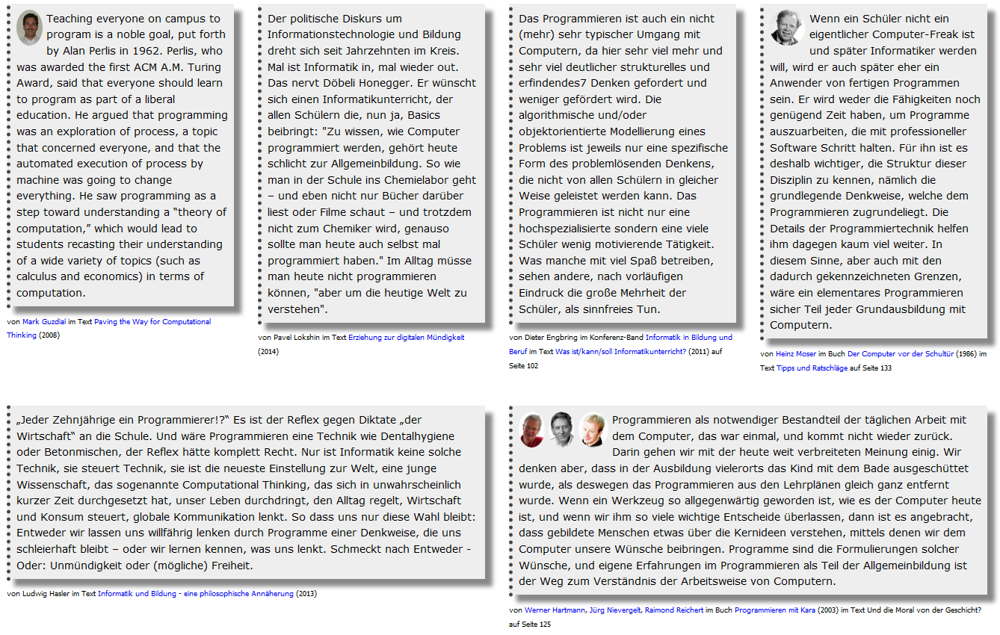 Teaching everyone on campus to
program is a noble goal, put forth
by Alan Perlis in 1962. Perlis, who
was awarded the first ACM A.M. Turing
Award, said that everyone should learn
to program as part of a liberal
education. He argued that programming
was an exploration of process, a topic
that concerned everyone, and that the
automated execution of process by
machine was going to change
everything. He saw programming as a
step toward understanding a “theory of
computation,” which would lead to
students recasting their understanding
of a wide variety of topics (such as
calculus and economics) in terms of
computation.
von Mark Guzdial im Text Paving the Way for Computational
Thinking (2008)
Der politische Diskurs um
Informationstechnologie und Bildung
dreht sich seit Jahrzehnten im Kreis.
Mal ist Informatik in, mal wieder out.
Das nervt Döbeli Honegger. Er wünscht
sich einen Informatikunterricht, der
allen Schülern die, nun ja, Basics
beibringt: "Zu wissen, wie Computer
programmiert werden, gehört heute
schlicht zur Allgemeinbildung. So wie
man in der Schule ins Chemielabor geht
– und eben nicht nur Bücher darüber
liest oder Filme schaut – und trotzdem
nicht zum Chemiker wird, genauso
sollte man heute auch selbst mal
programmiert haben." Im Alltag müsse
man heute nicht programmieren
können, "aber um die heutige Welt zu
verstehen".
von Pavel Lokshin im Text Erziehung zur digitalen Mündigkeit
(2014)
Das Programmieren ist auch ein nicht
(mehr) sehr typischer Umgang mit
Computern, da hier sehr viel mehr und
sehr viel deutlicher strukturelles und
erfindendes7 Denken gefordert und
weniger gefördert wird. Die
algorithmische und/oder
objektorientierte Modellierung eines
Problems ist jeweils nur eine spezifische
Form des problemlösenden Denkens,
die nicht von allen Schülern in gleicher
Weise geleistet werden kann. Das
Programmieren ist nicht nur eine
hochspezialisierte sondern eine viele
Schüler wenig motivierende Tätigkeit.
Was manche mit viel Spaß betreiben,
sehen andere, nach vorläufigen
Eindruck die große Mehrheit der
Schüler, als sinnfreies Tun.
von Dieter Engbring im Konferenz-Band Informatik in Bildung und
Beruf im Text Was ist/kann/soll Informatikunterricht? (2011) auf
Seite 102
Wenn ein Schüler nicht ein
eigentlicher Computer-Freak ist
und später Informatiker werden
will, wird er auch später eher ein
Anwender von fertigen Programmen
sein. Er wird weder die Fähigkeiten noch
genügend Zeit haben, um Programme
auszuarbeiten, die mit professioneller
Software Schritt halten. Für ihn ist es
deshalb wichtiger, die Struktur dieser
Disziplin zu kennen, nämlich die
grundlegende Denkweise, welche dem
Programmieren zugrundeliegt. Die
Details der Programmiertechnik helfen
ihm dagegen kaum viel weiter. In
diesem Sinne, aber auch mit den
dadurch gekennzeichneten Grenzen,
wäre ein elementares Programmieren
sicher Teil jeder Grundausbildung mit
Computern.
von Heinz Moser im Buch Der Computer vor der Schultür (1986) im
Text Tipps und Ratschläge auf Seite 133
„Jeder Zehnjährige ein Programmierer!?“ Es ist der Reflex gegen Diktate „der
Wirtschaft“ an die Schule. Und wäre Programmieren eine Technik wie Dentalhygiene
oder Betonmischen, der Reflex hätte komplett Recht. Nur ist Informatik keine solche
Technik, sie steuert Technik, sie ist die neueste Einstellung zur Welt, eine junge
Wissenschaft, das sogenannte Computational Thinking, das sich in unwahrscheinlich
kurzer Zeit durchgesetzt hat, unser Leben durchdringt, den Alltag regelt, Wirtschaft
und Konsum steuert, globale Kommunikation lenkt. So dass uns nur diese Wahl bleibt:
Entweder wir lassen uns willfährig lenken durch Programme einer Denkweise, die uns
schleierhaft bleibt – oder wir lernen kennen, was uns lenkt. Schmeckt nach Entweder -
Oder: Unmündigkeit oder (mögliche) Freiheit.
von Ludwig Hasler im Text Informatik und Bildung - eine philosophische Annäherung (2013)
Programmieren als notwendiger Bestandteil der täglichen Arbeit mit
dem Computer, das war einmal, und kommt nicht wieder zurück.
Darin gehen wir mit der heute weit verbreiteten Meinung einig. Wir
denken aber, dass in der Ausbildung vielerorts das Kind mit dem Bade ausgeschüttet
wurde, als deswegen das Programmieren aus den Lehrplänen gleich ganz entfernt
wurde. Wenn ein Werkzeug so allgegenwärtig geworden ist, wie es der Computer heute
ist, und wenn wir ihm so viele wichtige Entscheide überlassen, dann ist es angebracht,
dass gebildete Menschen etwas über die Kernideen verstehen, mittels denen wir dem
Computer unsere Wünsche beibringen. Programme sind die Formulierungen solcher
Wünsche, und eigene Erfahrungen im Programmieren als Teil der Allgemeinbildung ist
der Weg zum Verständnis der Arbeitsweise von Computern.
von Werner Hartmann, Jürg Nievergelt, Raimond Reichert im Buch Programmieren mit Kara (2003) im Text Und die Moral von der Geschicht?
auf Seite 125